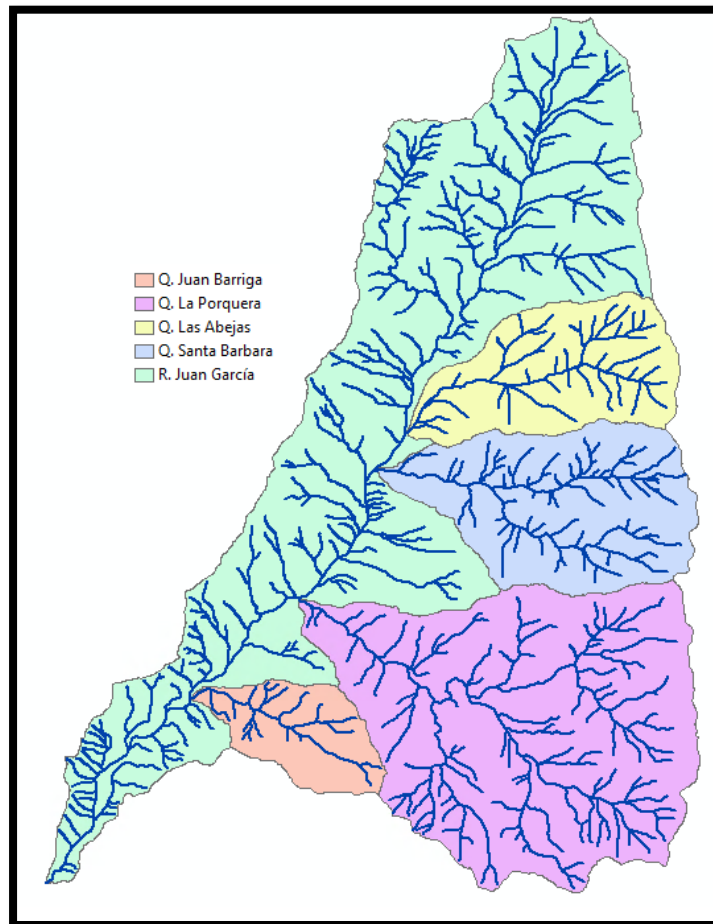 Q. Juan Barriga
Q. La Porquera
Q. Las Abejas
Q. Santa Barbara
R. Juan García